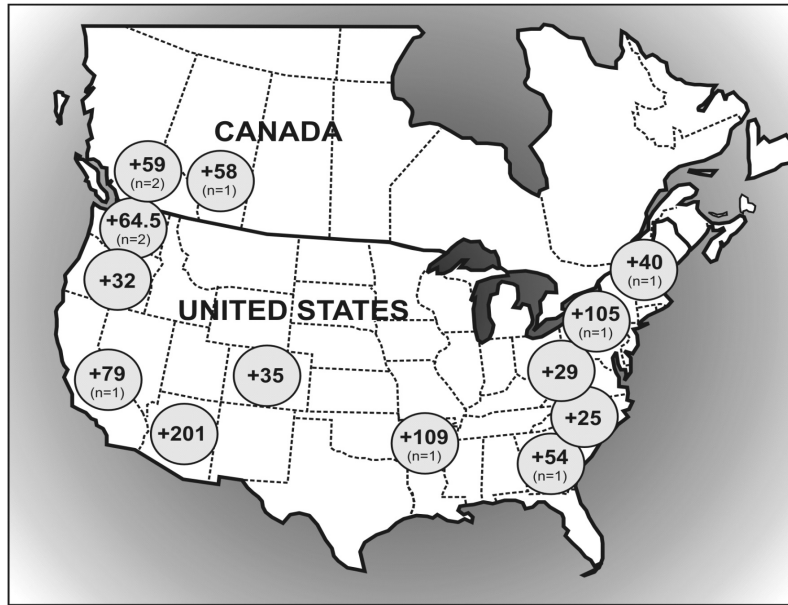 CANADA
+59
(n=2)
+58
(n=1)
+64.5
(n=2)
+32
UNITED STATES
+40
(n=1)
+105
(n=1)
+79
(n=1)
+35
+29
+201
+109
(n=1)
+25
+54
(n=1)